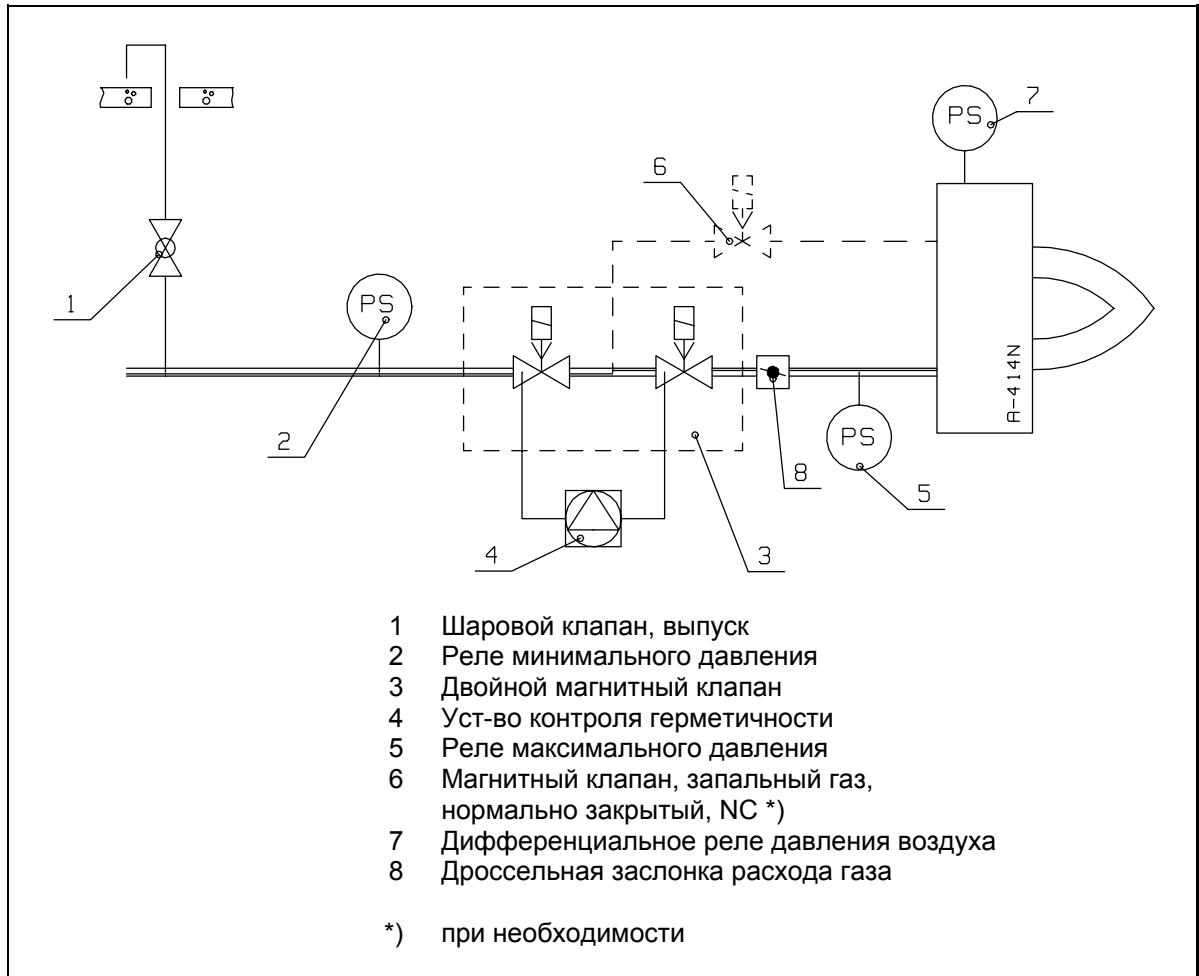 7
PS
6
1
PS
A-414N
2
PS
8
5
4
3
1 Шаровой клапан, выпуск
2 Реле минимального давления
3 Двойной магнитный клапан
4 Уст-во контроля герметичности
5 Реле максимального давления
6 Магнитный клапан, запальный газ,
нормально закрытый, NC *)
7 Дифференциальное реле давления воздуха
8 Дроссельная заслонка расхода газа
*) при необходимости